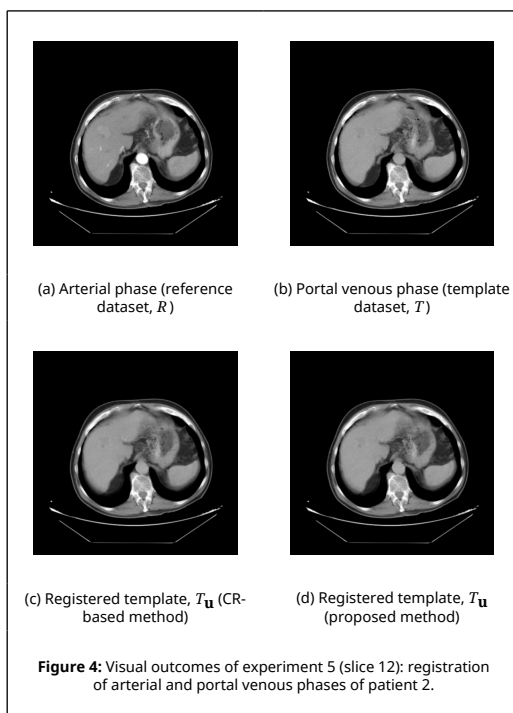 (a) Arterial phase (reference
dataset, R)
(b) Portal venous phase (template
dataset, T)
(c) Registered template, Tu (CR-
based method)
(d) Registered template, Tu
(proposed method)
Figure 4: Visual outcomes of experiment 5 (slice 12): registration
of arterial and portal venous phases of patient 2.